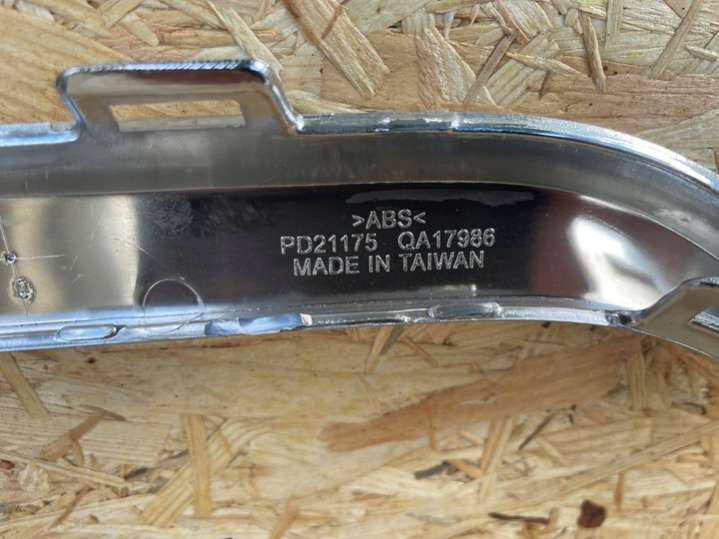 >ABS<
PD21175 QA17986
MADE IN TAIWAN